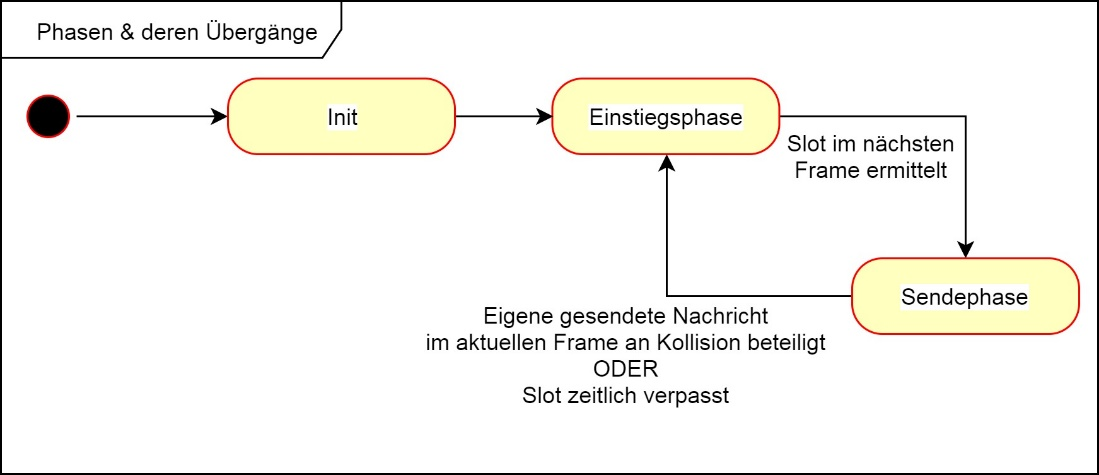 Phasen & deren Übergänge
Init
Einstiegsphase
Slot im nächsten
Frame ermittelt
Sendephase
Eigene gesendete Nachricht
im aktuellen Frame an Kollision beteiligt
ODER
Slot zeitlich verpasst